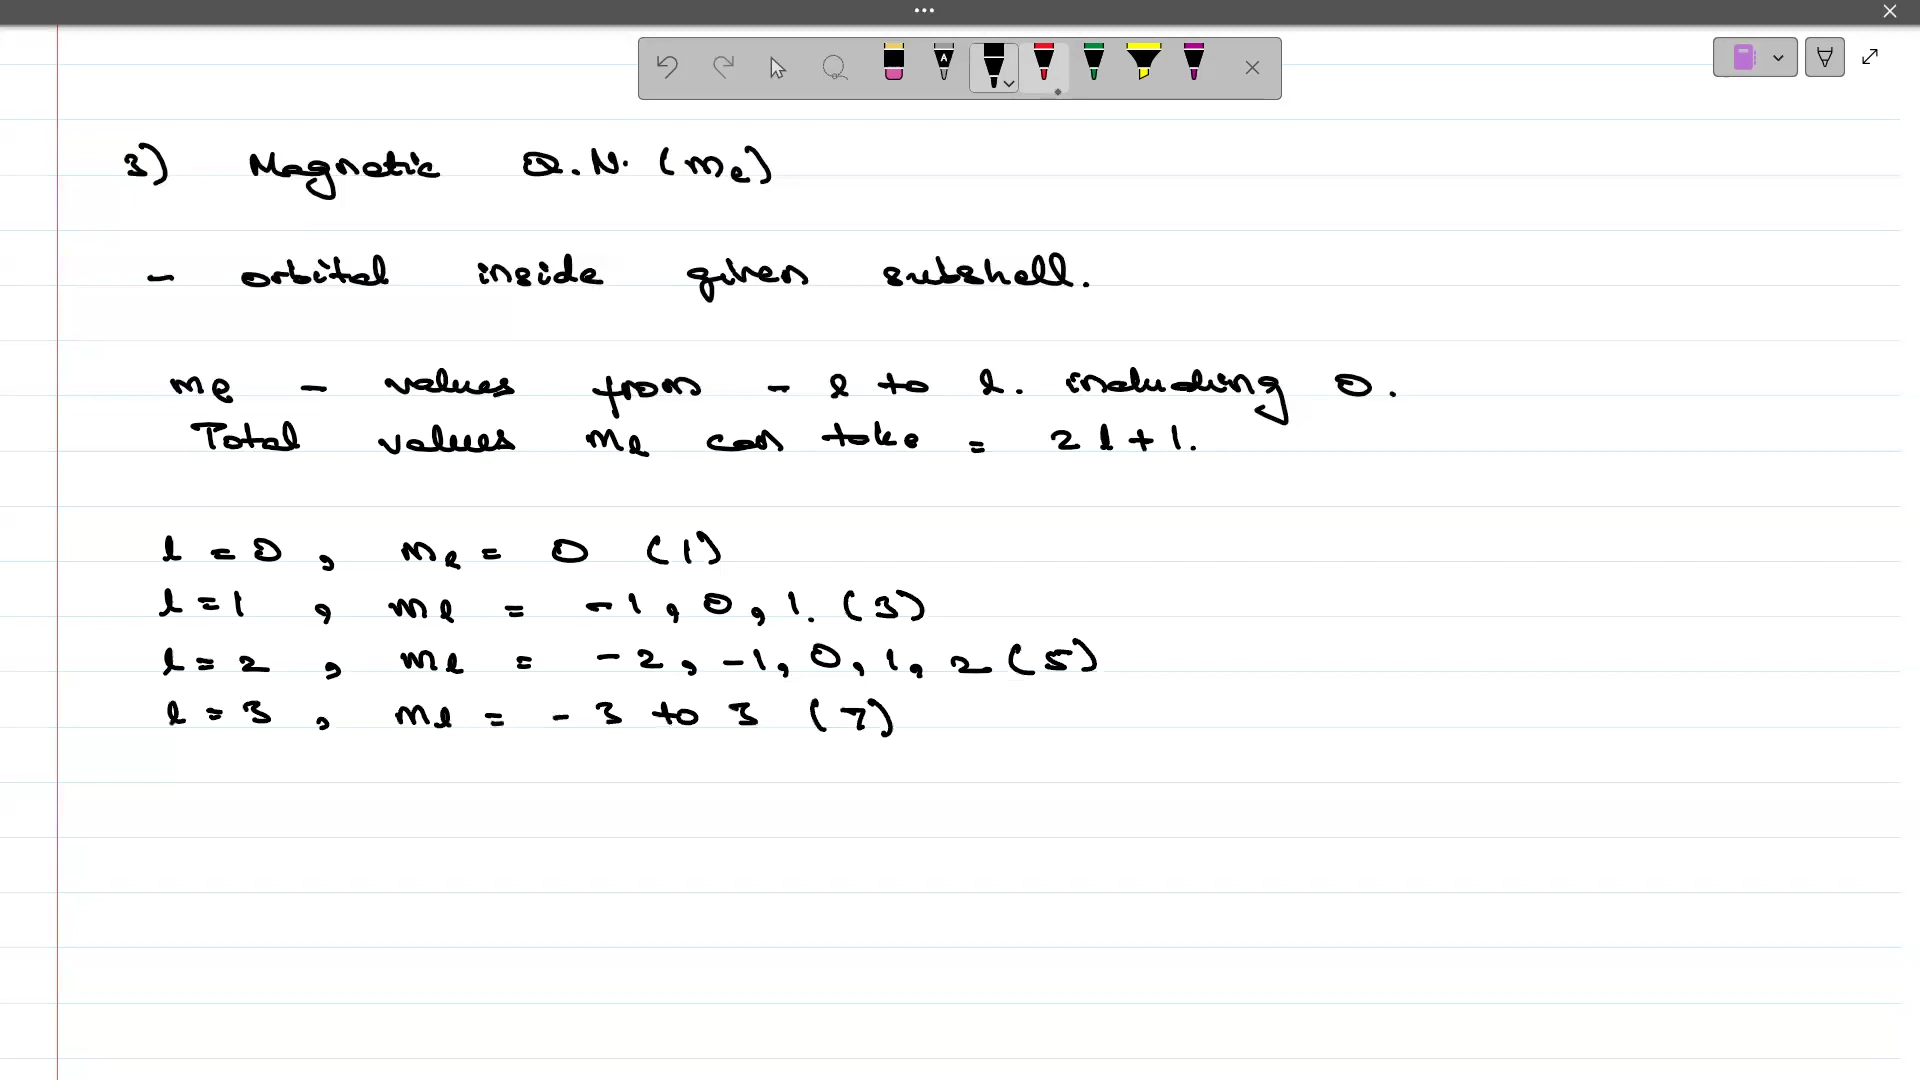 3) Magnetic Q.N. (mℓ)
- orbital inside given subshell.
mℓ - values from - ℓ to ℓ. including 0.
Total values mℓ can take = 2ℓ+1.
ℓ = 0, mℓ = 0 (1)
ℓ = 1, mℓ = -1, 0, 1. (3)
ℓ = 2, mℓ = -2, -1, 0, 1, 2 (5)
ℓ = 3, mℓ = -3 to 3 (7)